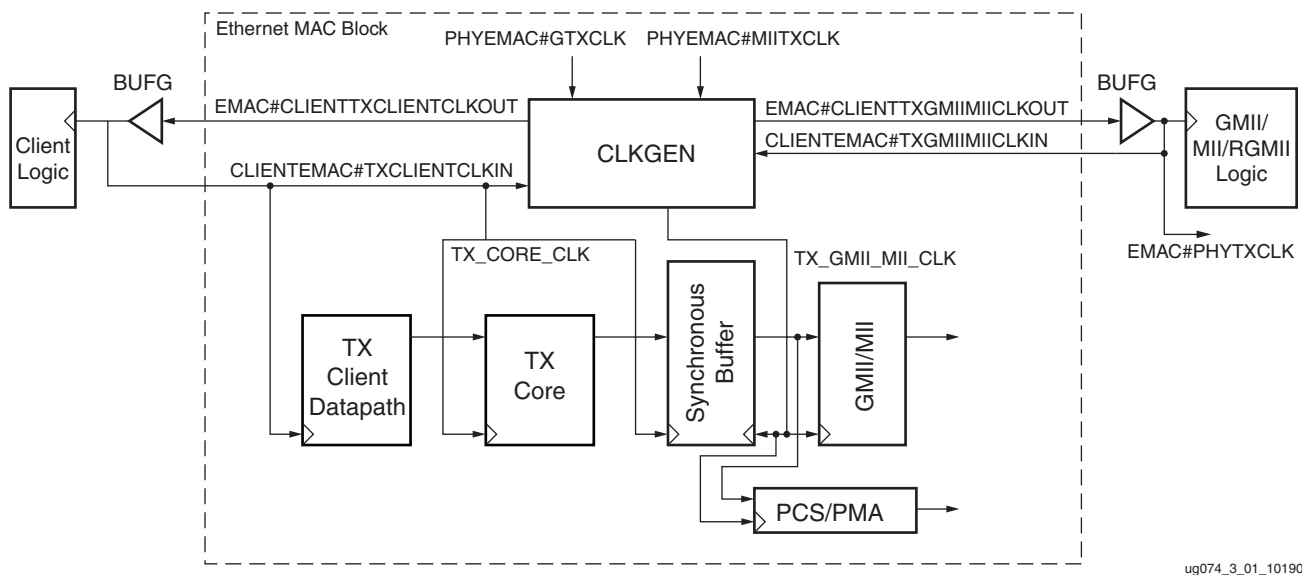 Ethernet MAC Block
PHYEMAC#GTXCLK
PHYEMAC#MIITXCLK
BUFG
EMAC#CLIENTTXCLIENTCLKOUT
EMAC#CLIENTTXGMIIMIICLKOUT
BUFG
Client
Logic
CLKGEN
CLIENTEMAC#TXGMIIMIICLKIN
GMII/
MII/RGMII
Logic
CLIENTEMAC#TXCLIENTCLKIN
TX_CORE_CLK
TX_GMII_MII_CLK
EMAC#PHYTXCLK
TX
Client
Datapath
TX
Core
Synchronous
Buffer
GMII/MII
PCS/PMA
ug074_3_01_10190